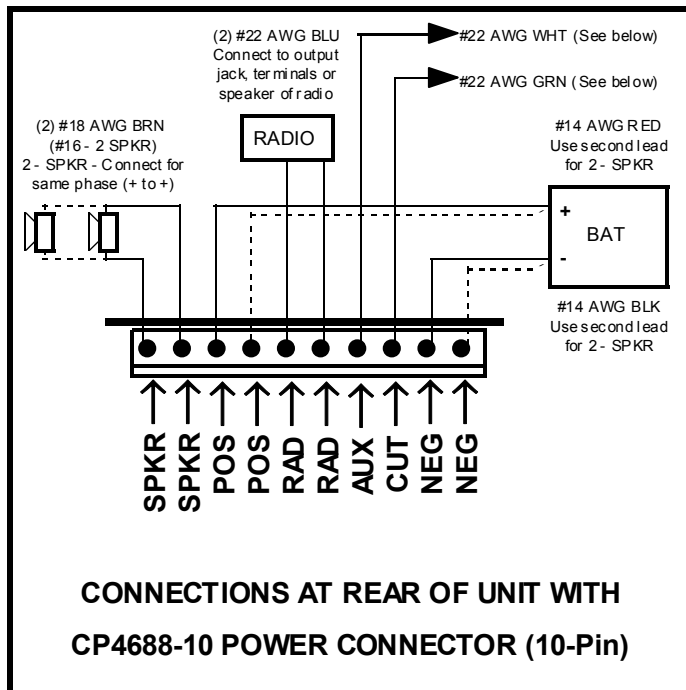 (2) #22 AWG BLU
Connect to output
jack, terminals or
speaker of radio
#22 AWG WHT (See below)
#22 AWG GRN (See below)
(2) #18 AWG BRN
(#16 - 2 SPKR)
2 - SPKR - Connect for
same phase (+ to +)
RADIO
#14 AWG RED
Use second lead
for 2 - SPKR
+
BAT
-
#14 AWG BLK
Use second lead
for 2 - SPKR
SPKR
SPKR
POS
POS
RAD
RAD
AUX
CUT
NEG
NEG
CONNECTIONS AT REAR OF UNIT WITH
CP4688-10 POWER CONNECTOR (10-Pin)